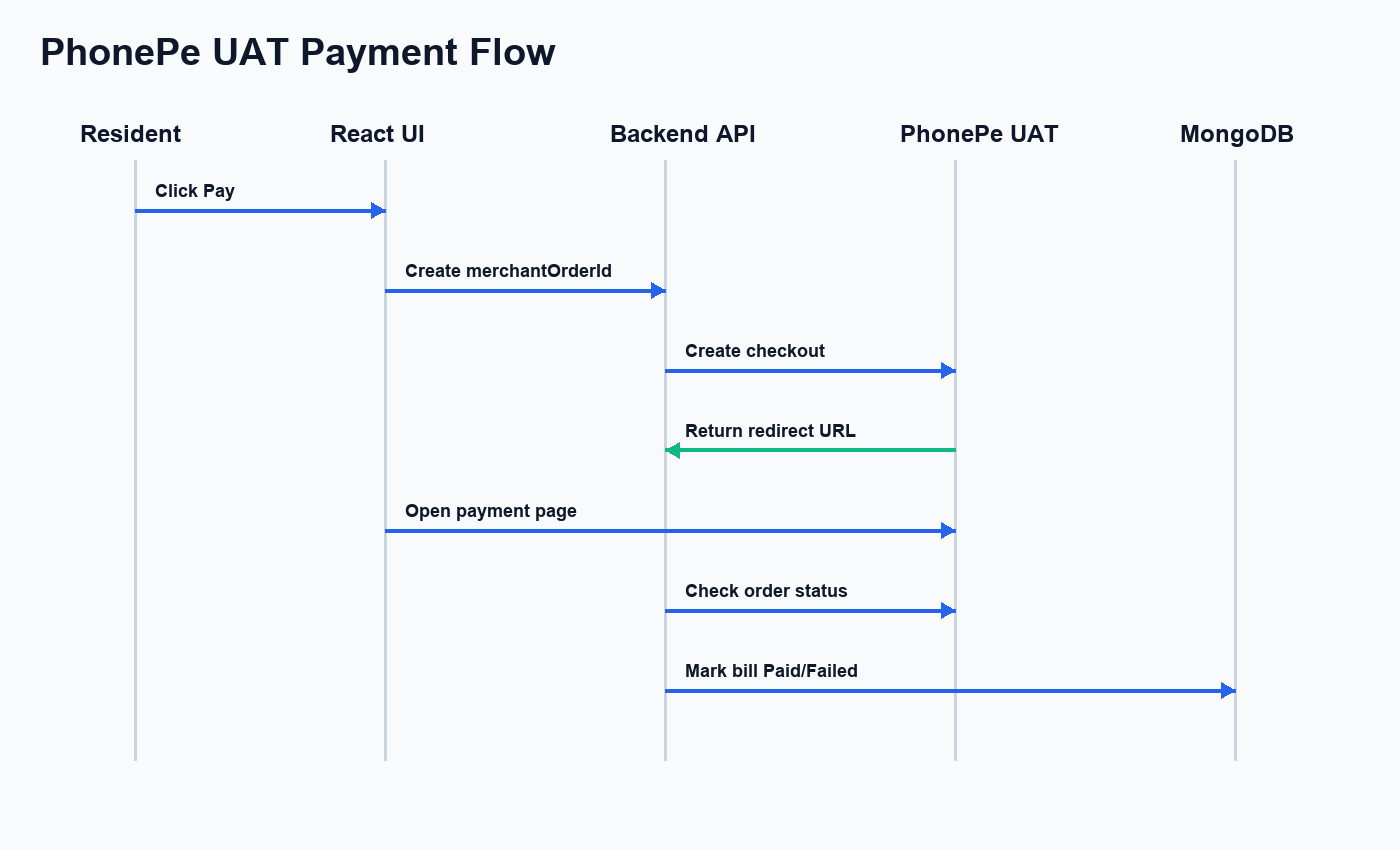 PhonePe UAT Payment Flow
Resident
React UI
Backend API
PhonePe UAT
MongoDB
Click Pay
Create merchantOrderId
Create checkout
Return redirect URL
Open payment page
Check order status
Mark bill Paid/Failed